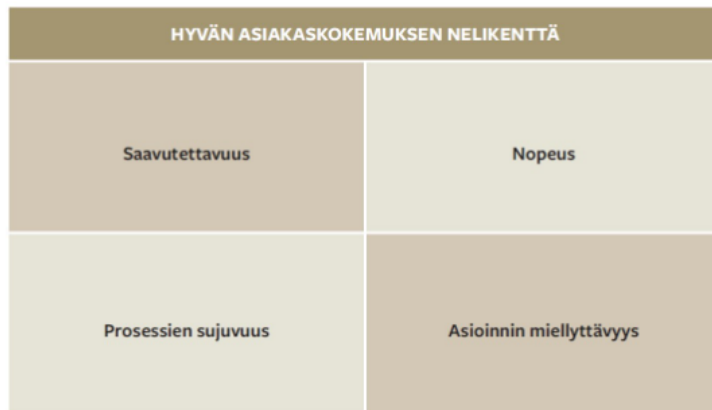 HYVÄN ASIAKASKOKEMUKSEN NELIKENTTÄ
Saavutettavuus
Nopeus
Prosessien sujuvuus
Asioinnin miellyttävyys